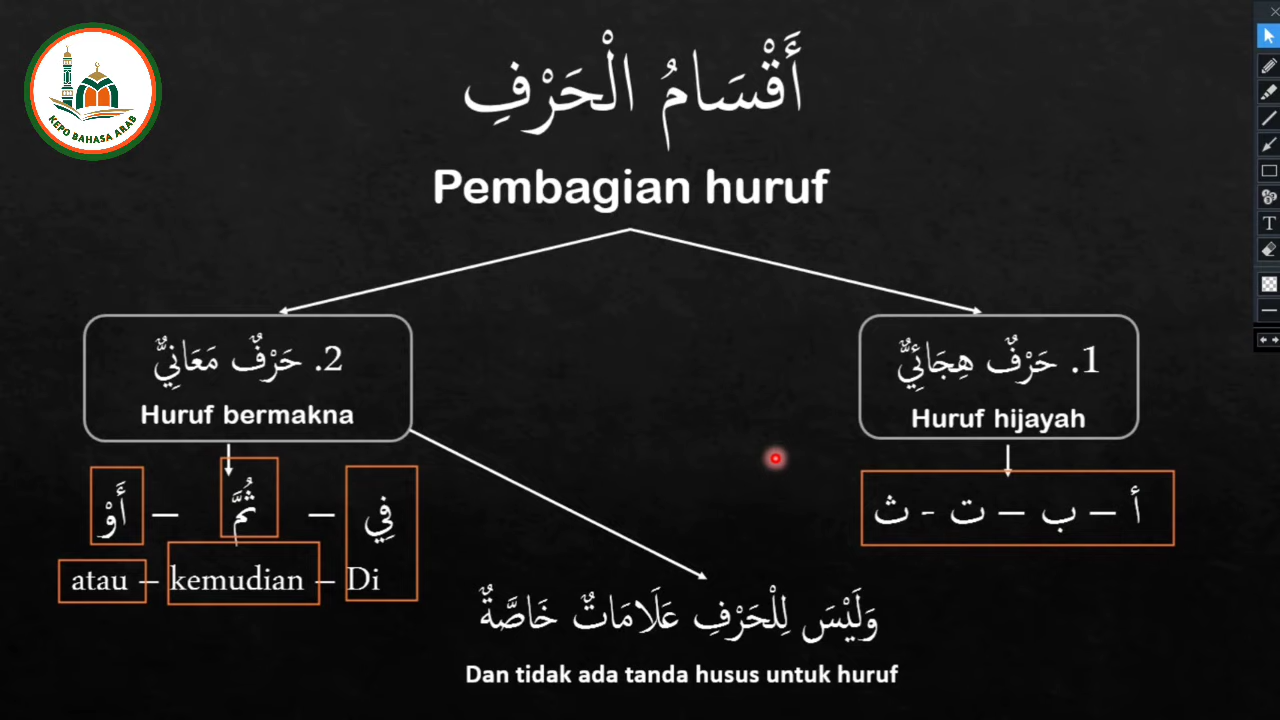 KEPO BAHASA ARAB
أَقْسَامُ الْحَرْفِ
Pembagian huruf
1. حَرْفٌ هِجَائِيٌّ
Huruf hijayah
أ – ب – ت - ث
2. حَرْفٌ مَعَانِيٌّ
Huruf bermakna
فِي – ثُمَّ – أَوْ
atau – kemudian – Di
وَلَيْسَ لِلْحَرْفِ عَلَامَاتٌ خَاصَّةٌ
Dan tidak ada tanda husus untuk huruf